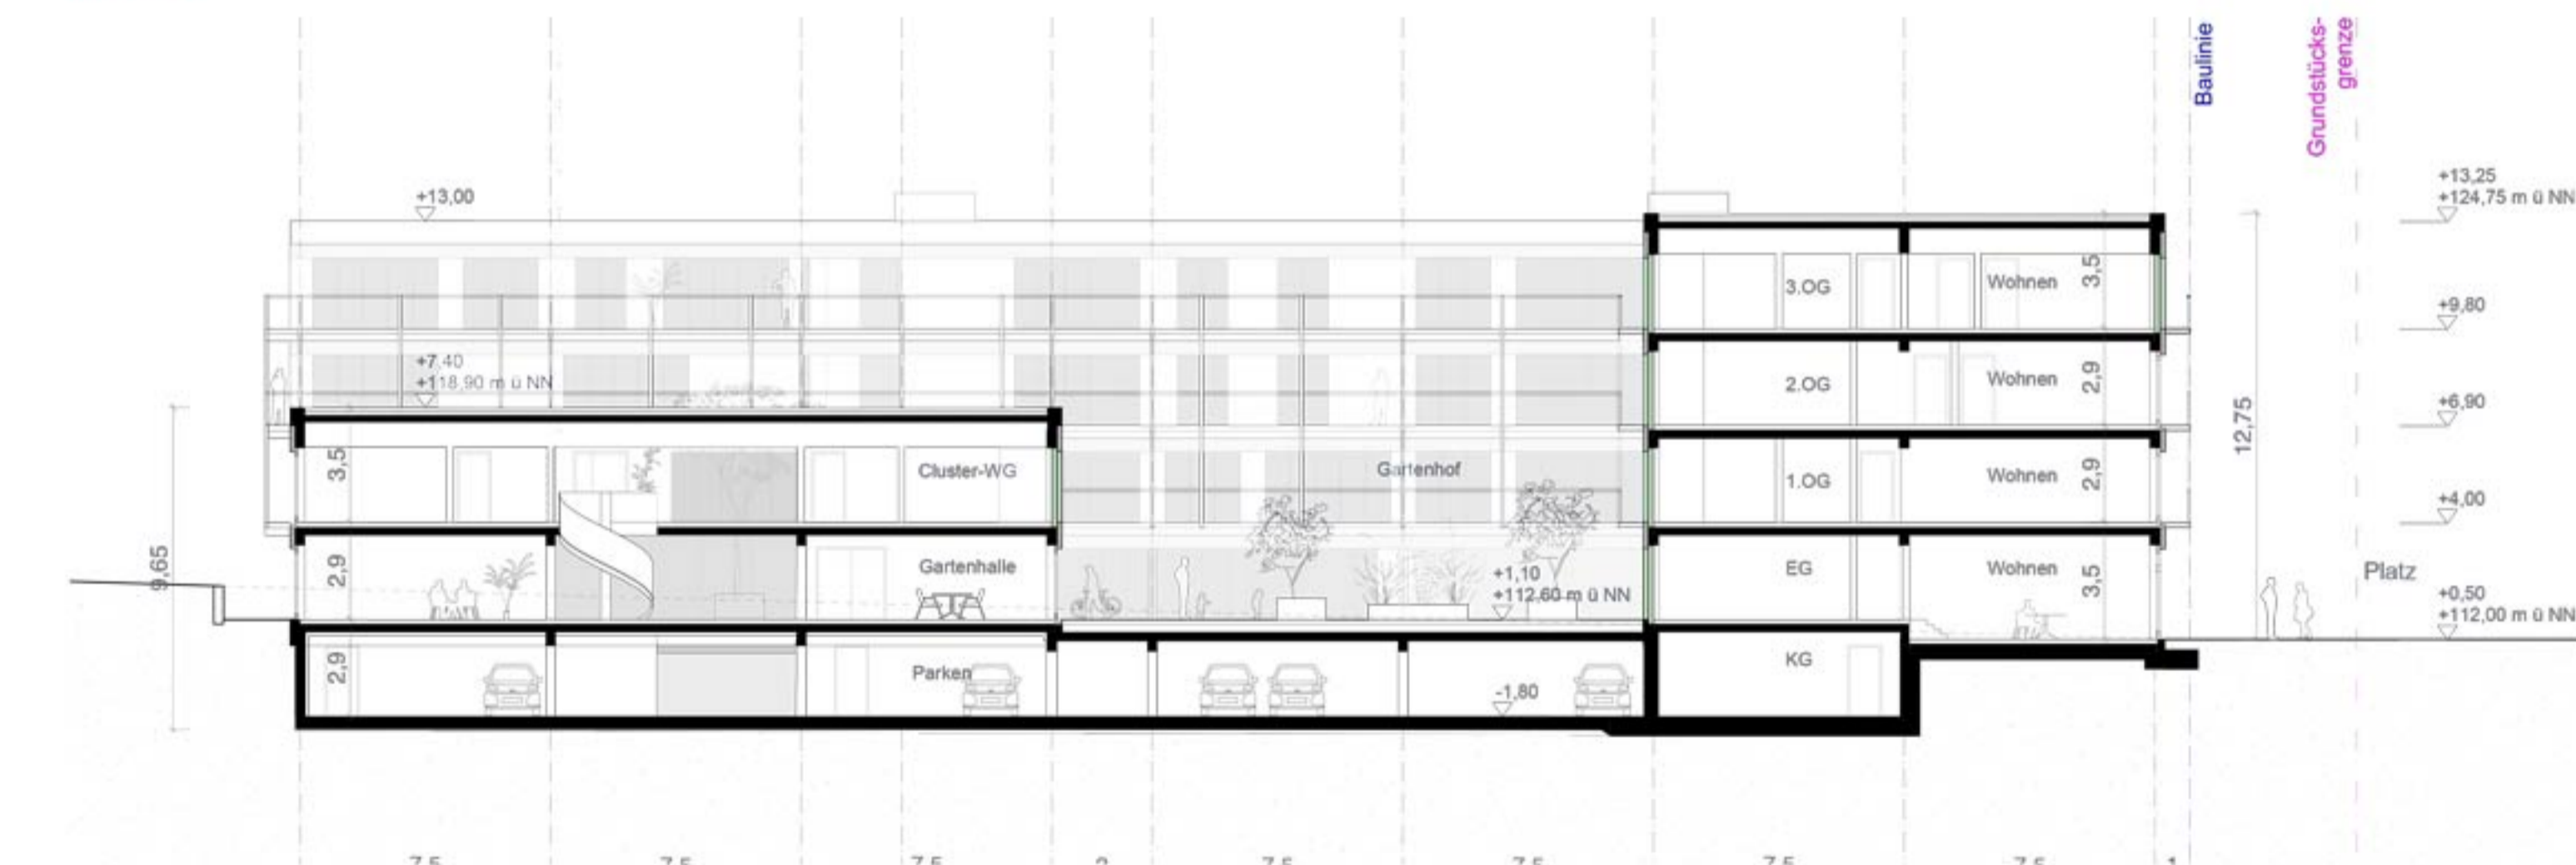 Baulinie
Grundstücks-
grenze
+13,25
+124,75 m ü NN
+13,00
3.OG
Wohnen
3,5
+9,80
+7,40
+118,90 m ü NN
2.OG
Wohnen
2,9
+6,90
12,75
3,5
Cluster-WG
Gartenhof
1.OG
Wohnen
2,9
+4,00
9,65
2,9
Gartenhalle
+1,10
+112,60 m ü NN
EG
Wohnen
3,5
Platz
+0,50
+112,00 m ü NN
2,9
Parken
-1,80
KG